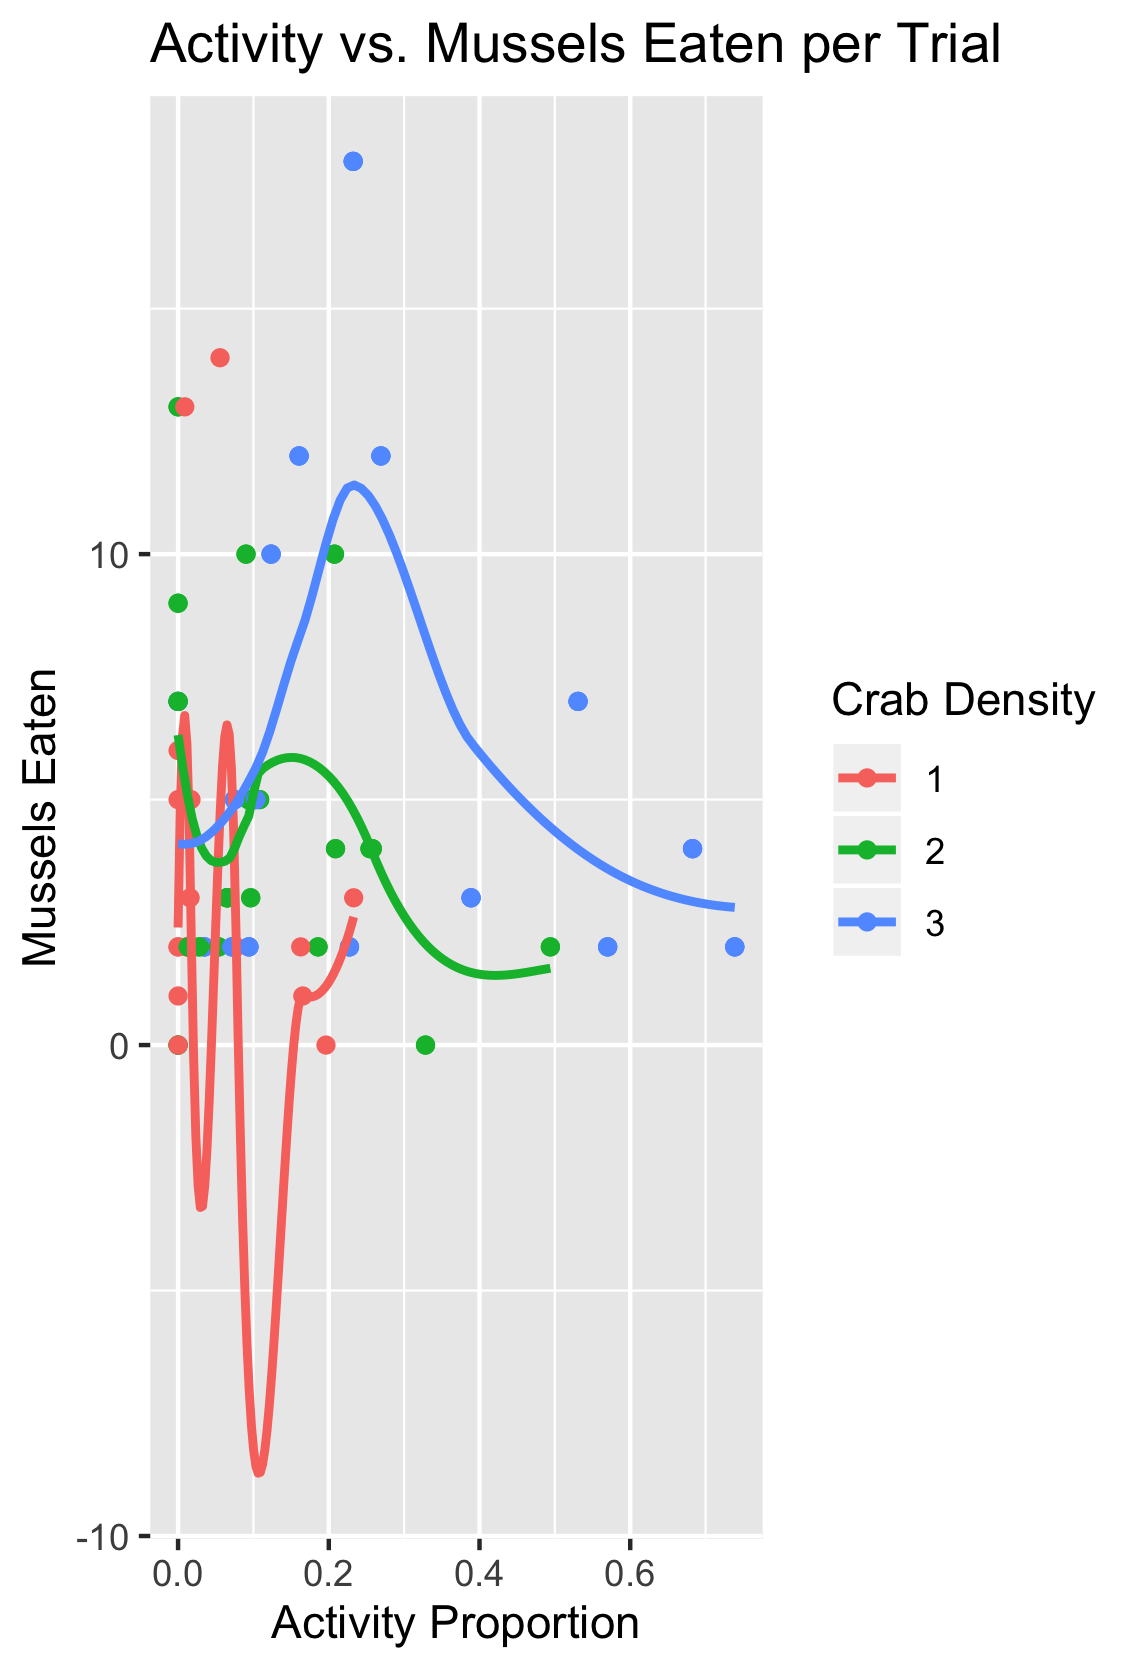 Activity vs. Mussels Eaten per Trial
Mussels Eaten
10
0
-10
0.0 0.2 0.4 0.6
Activity Proportion
Crab Density
1
2
3